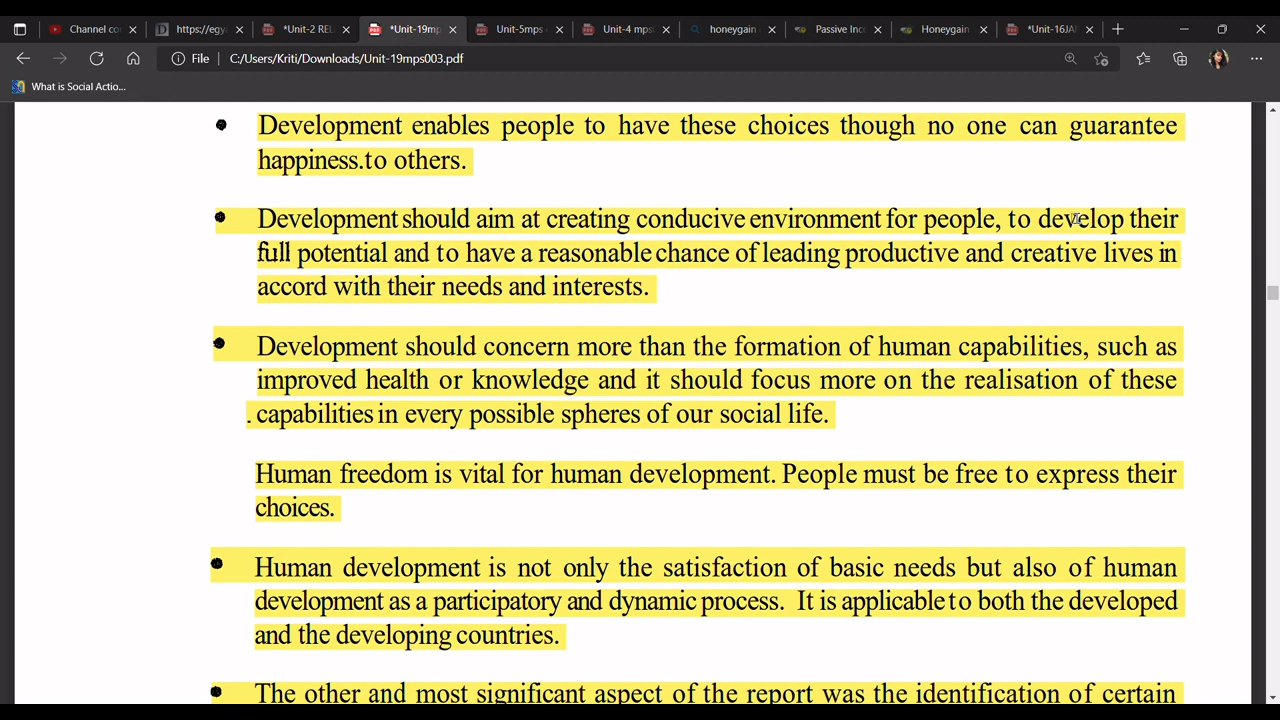 Channel co
https://egy
*Unit-2 REL
*Unit-19mp
Unit-5mps
Unit-4 mps
honeygain
Passive Inc
Honeygain
*Unit-16JA
File C:/Users/Kriti/Downloads/Unit-19mps003.pdf
What is Social Actio...
• Development enables people to have these choices though no one can guarantee
happiness.to others.
• Development should aim at creating conducive environment for people, to develop their
full potential and to have a reasonable chance of leading productive and creative lives in
accord with their needs and interests.
• Development should concern more than the formation of human capabilities, such as
improved health or knowledge and it should focus more on the realisation of these
. capabilities in every possible spheres of our social life.
Human freedom is vital for human development. People must be free to express their
choices.
• Human development is not only the satisfaction of basic needs but also of human
development as a participatory and dynamic process. It is applicable to both the developed
and the developing countries.
• The other and most significant aspect of the report was the identification of certain